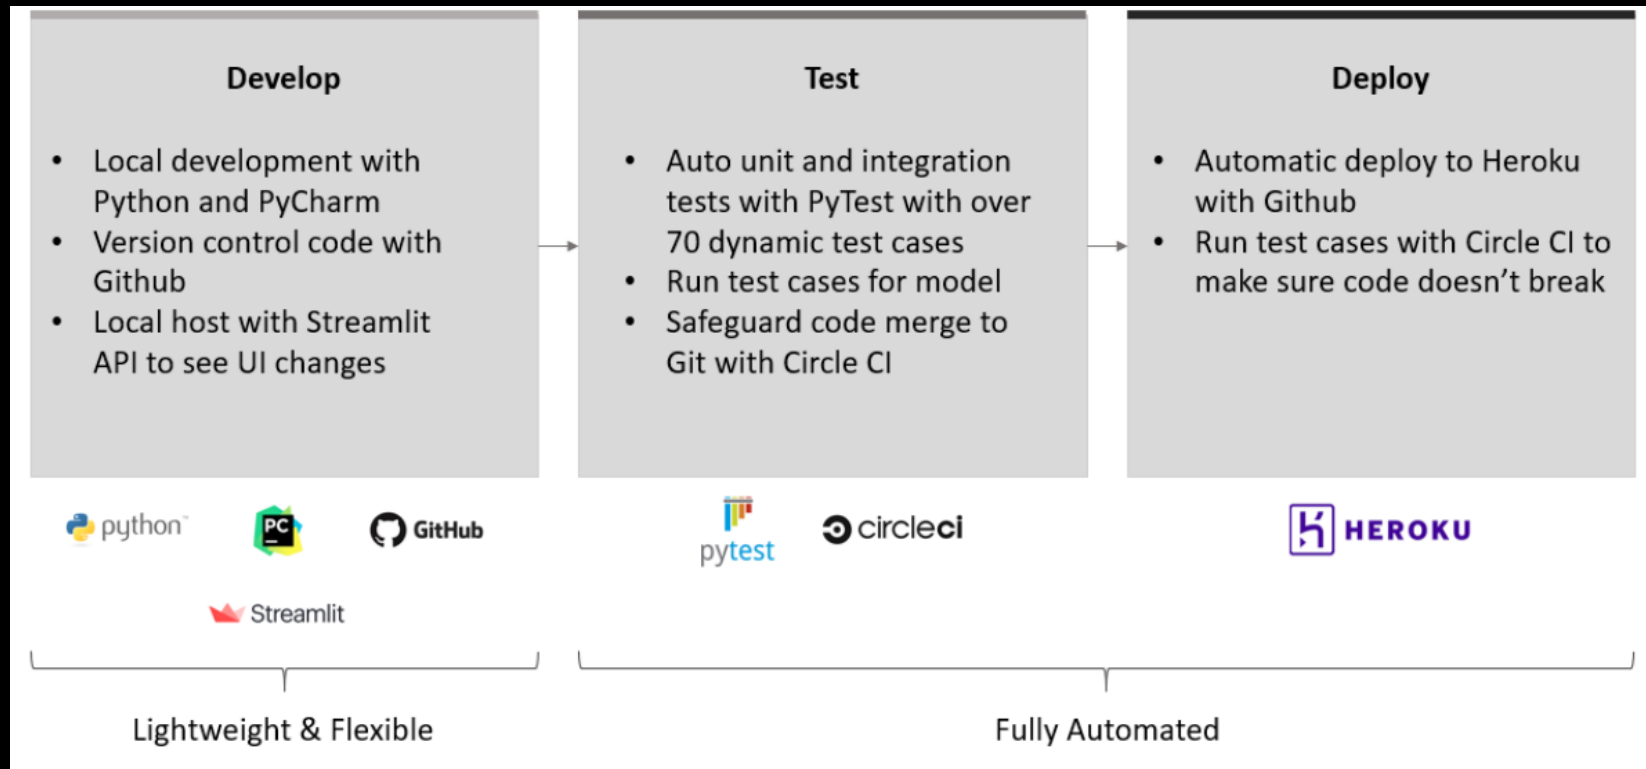 Develop
• Local development with
Python and PyCharm
• Version control code with
Github
• Local host with Streamlit
API to see UI changes
Test
• Auto unit and integration
tests with PyTest with over
70 dynamic test cases
• Run test cases for model
• Safeguard code merge to
Git with Circle CI
Deploy
• Automatic deploy to Heroku
with Github
• Run test cases with Circle CI to
make sure code doesn’t break
python™
PC
GitHub
Streamlit
pytest
circleci
HEROKU
Lightweight & Flexible
Fully Automated